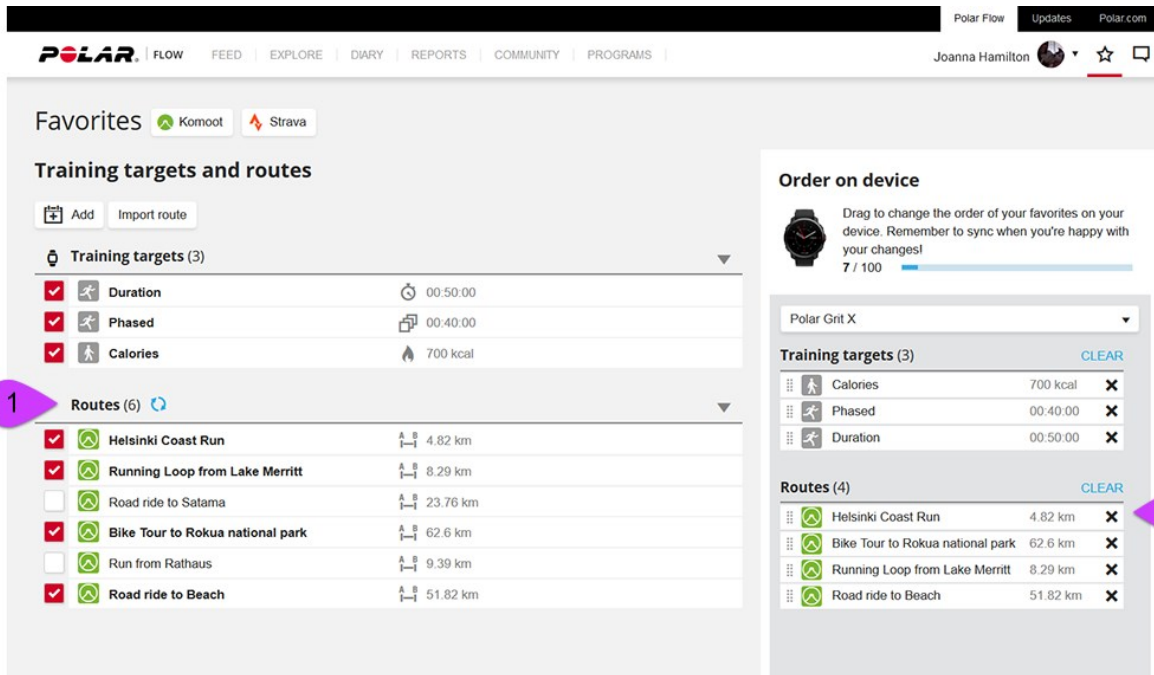 Polar Flow Updates Polar.com
POLAR. FLOW FEED EXPLORE DIARY REPORTS COMMUNITY PROGRAMS Joanna Hamilton
Favorites Komoot Strava
Training targets and routes
Add Import route
Training targets (3)
Duration 00:50:00
Phased 00:40:00
Calories 700 kcal
1
Routes (6)
Helsinki Coast Run A B 4.82 km
Running Loop from Lake Merritt A B 8.29 km
Road ride to Satama A B 23.76 km
Bike Tour to Rokua national park A B 62.6 km
Run from Rathaus A B 9.39 km
Road ride to Beach A B 51.82 km
Order on device
Drag to change the order of your favorites on your
device. Remember to sync when you're happy with
your changes!
7 / 100
Polar Grit X
Training targets (3) CLEAR
Calories 700 kcal
Phased 00:40:00
Duration 00:50:00
Routes (4) CLEAR
Helsinki Coast Run 4.82 km
Bike Tour to Rokua national park 62.6 km
Running Loop from Lake Merritt 8.29 km
Road ride to Beach 51.82 km